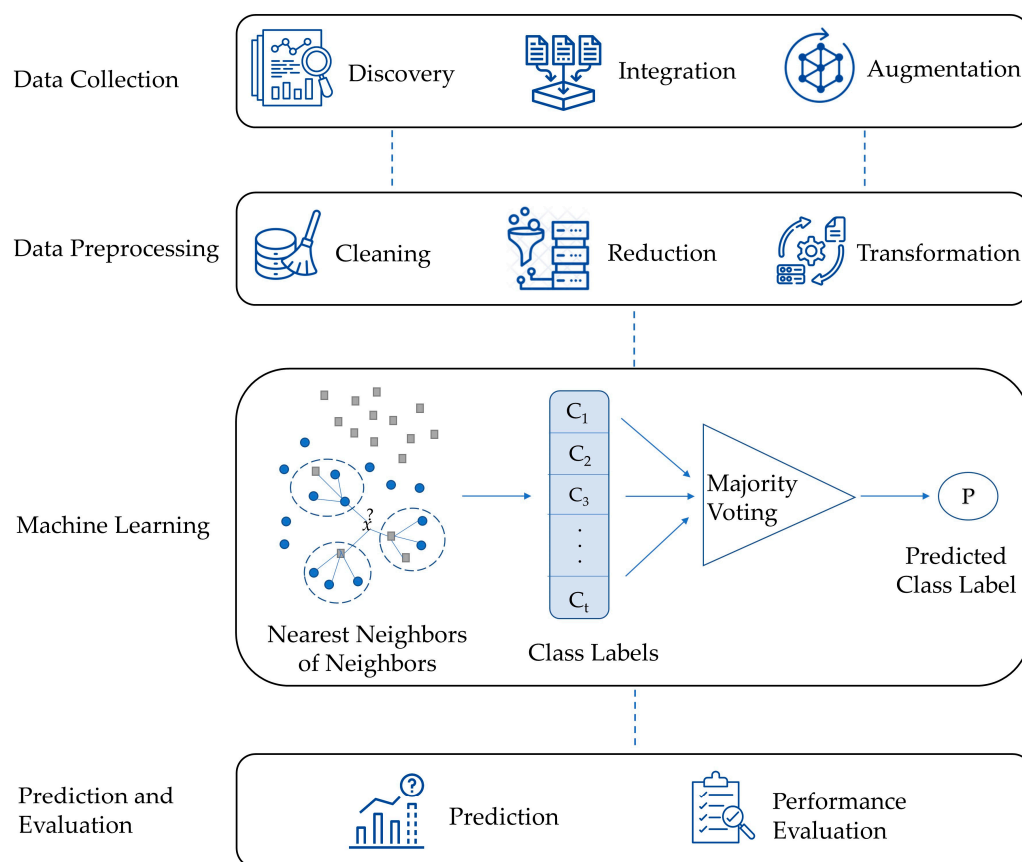 Data Collection
Discovery
Integration
Augmentation
Data Preprocessing
Cleaning
Reduction
Transformation
Machine Learning
?
x
Nearest Neighbors
of Neighbors
C1
C2
C3
.
.
.
Ct
Class Labels
Majority
Voting
P
Predicted
Class Label
Prediction and
Evaluation
?
Prediction
Performance
Evaluation